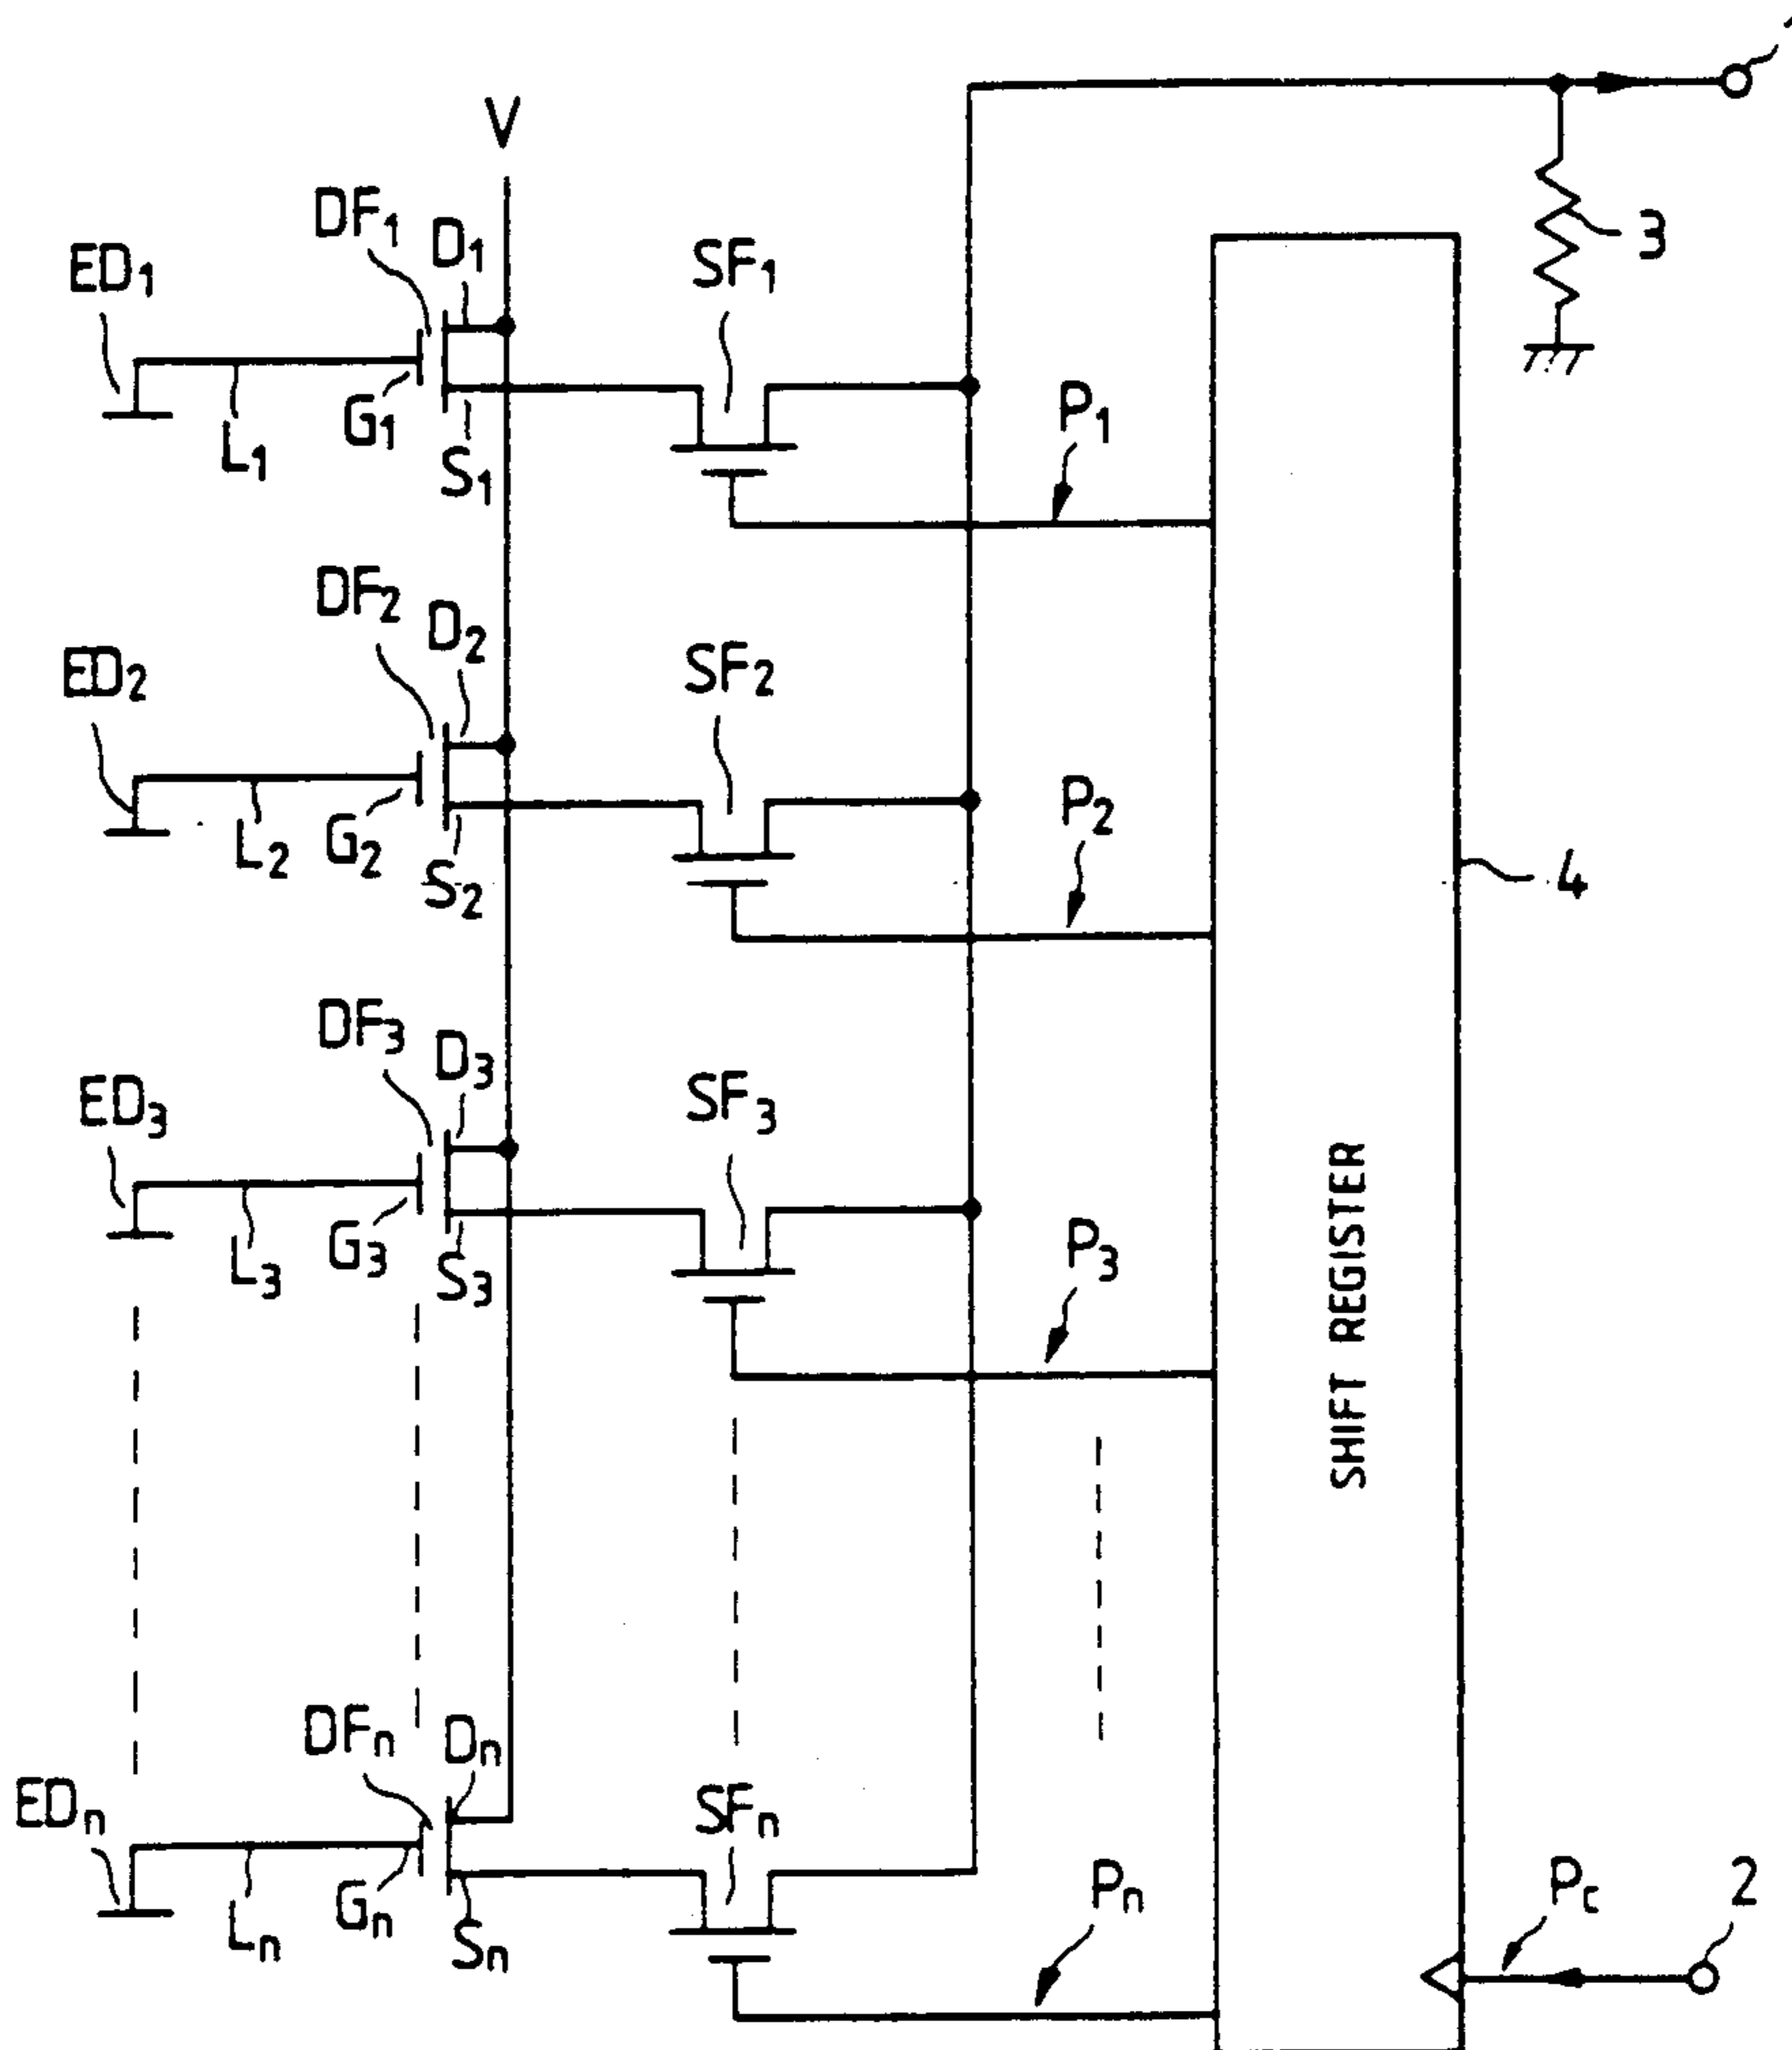 V
DF₁
D₁
ED₁
SF₁
3
G₁
L₁
S₁
P₁
DF₂
D₂
ED₂
SF₂
P₂
G₂
L₂
S₂
4
DF₃
D₃
ED₃
SF₃
G₃
L₃
S₃
P₃
SHIFT REGISTER
DFₙ
Dₙ
EDₙ
SFₙ
Gₙ
Lₙ
Sₙ
Pₙ
P꜀
2